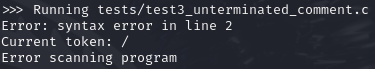 >>> Running tests/test3_unterminated_comment.c
Error: syntax error in line 2
Current token: /
Error scanning program